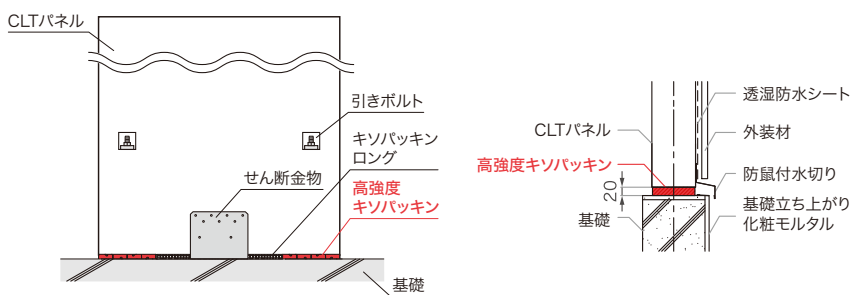 CLTパネル
引きボルト
キソパッキン
ロング
せん断金物
高強度
キソパッキン
基礎
透湿防水シート
CLTパネル
外装材
高強度キソパッキン
防鼠付水切り
20
基礎
基礎立ち上がり
化粧モルタル